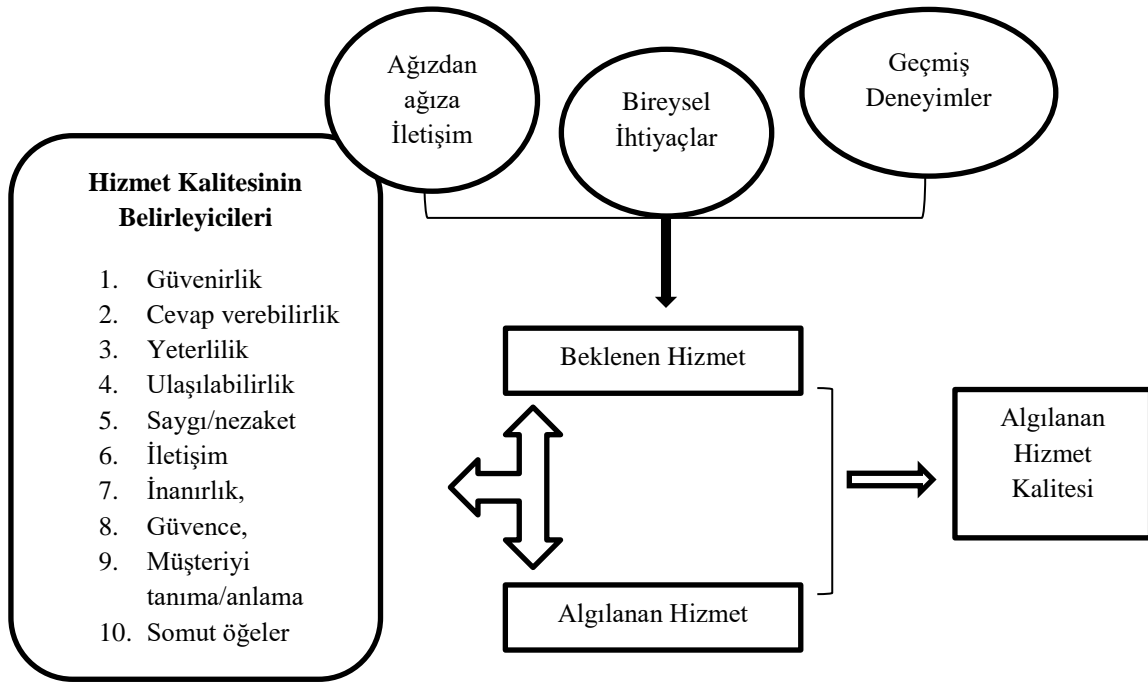 Ağızdan
ağıza
İletişim
Bireysel
İhtiyaçlar
Geçmiş
Deneyimler
Hizmet Kalitesinin
Belirleyicileri
1. Güvenirlik
2. Cevap verebilirlik
3. Yeterlilik
4. Ulaşılabilirlik
5. Saygı/nezaket
6. İletişim
7. İnanırlık,
8. Güvence,
9. Müşteriyi
tanıma/anlama
10. Somut öğeler
Beklenen Hizmet
Algılanan Hizmet
Algılanan
Hizmet
Kalitesi